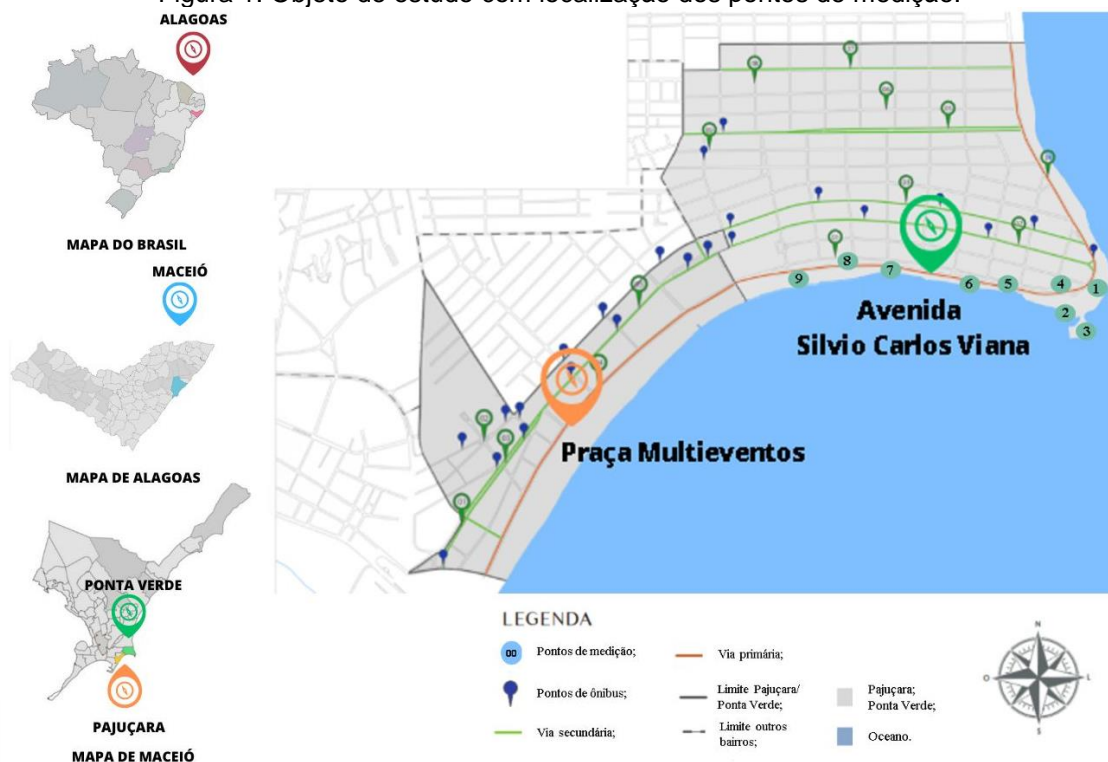 Figura 1: Objeto de estudo com localização dos pontos de medição.
ALAGOAS
MAPA DO BRASIL
MACEIÓ
MAPA DE ALAGOAS
PONTA VERDE
PAJUÇARA
MAPA DE MACEIÓ
9
8
7
6
5
4
1
2
3
Avenida
Silvio Carlos Viana
Praça Multieventos
LEGENDA
00 Pontos de medição;
Pontos de ônibus;
Via secundária;
Via primária;
Limite Pajuçara/
Ponta Verde;
Limite outros
bairros;
Pajuçara;
Ponta Verde;
Oceano.
N
O
L
S